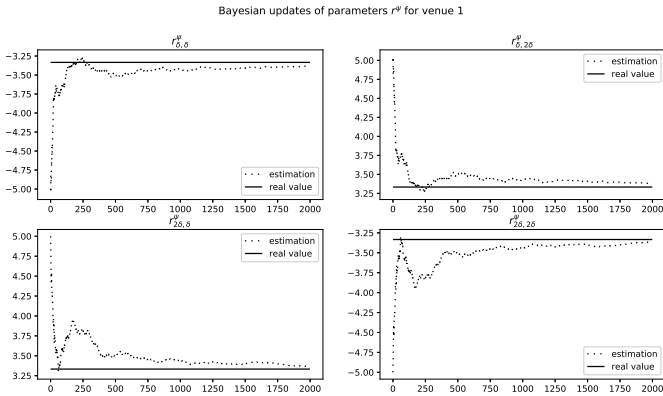 Bayesian updates of parameters r^ψ for venue 1
r^ψ_{δ,δ}
−3.25
−3.50
−3.75
−4.00
−4.25
−4.50
−4.75
−5.00
estimation
real value
0 250 500 750 1000 1250 1500 1750 2000
r^ψ_{δ,2δ}
5.00
4.75
4.50
4.25
4.00
3.75
3.50
3.25
estimation
real value
0 250 500 750 1000 1250 1500 1750 2000
r^ψ_{2δ,δ}
5.00
4.75
4.50
4.25
4.00
3.75
3.50
3.25
estimation
real value
0 250 500 750 1000 1250 1500 1750 2000
r^ψ_{2δ,2δ}
−3.25
−3.50
−3.75
−4.00
−4.25
−4.50
−4.75
−5.00
estimation
real value
0 250 500 750 1000 1250 1500 1750 2000